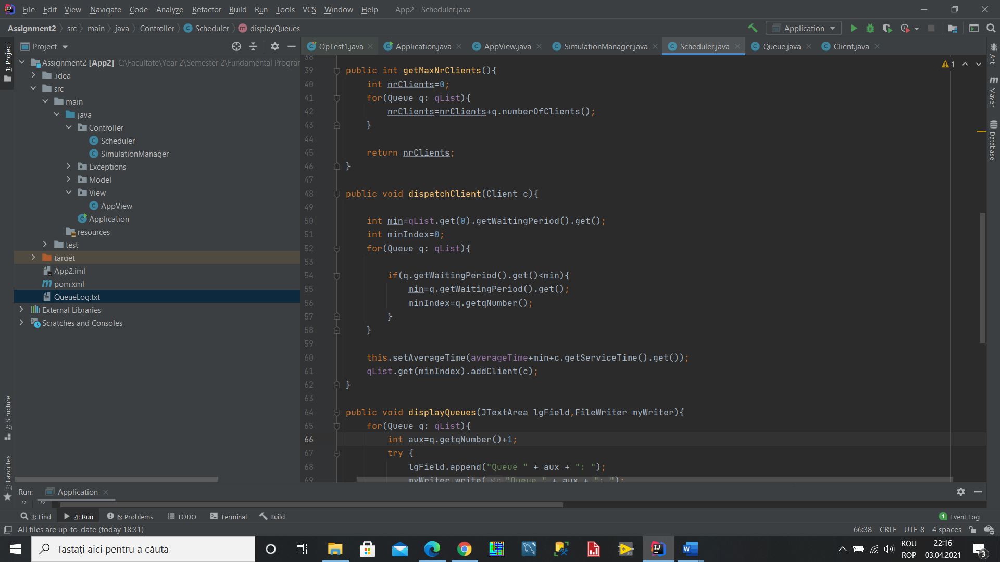 File Edit View Navigate Code Analyze Refactor Build Run Tools VCS Window Help App2 - Scheduler.java
Assignment2 src main java Controller Scheduler displayQueues Application
1: Project
Project
OpTest1.java Application.java AppView.java SimulationManager.java Scheduler.java Queue.java Client.java
Assignment2 [App2] C:\Facultate\Year 2\Semester 2\Fundamental Prograr
.idea
src
main
java
Controller
Scheduler
SimulationManager
Exceptions
Model
View
AppView
Application
resources
test
target
App2.iml
pom.xml
QueueLog.txt
External Libraries
Scratches and Consoles
7: Structure
2: Favorites
38
39 public int getMaxNrClients(){
40 int nrClients=0;
41 for(Queue q: qList){
42 nrClients=nrClients+q.numberOfClients();
43 }
44
45 return nrClients;
46 }
47
48 public void dispatchClient(Client c){
49
50 int min=qList.get(0).getWaitingPeriod().get();
51 int minIndex=0;
52 for(Queue q: qList){
53
54 if(q.getWaitingPeriod().get()<min){
55 min=q.getWaitingPeriod().get();
56 minIndex=q.getqNumber();
57 }
58 }
59
60 this.setAverageTime(averageTime+min+c.getServiceTime().get());
61 qList.get(minIndex).addClient(c);
62 }
63
64 public void displayQueues(JTextArea lgField,FileWriter myWriter){
65 for(Queue q: qList){
66 int aux=q.getqNumber()+1;
67 try {
68 lgField.append("Queue " + aux + ": ");
69 myWriter.write( str: "Queue " + aux + ": ");
1
Ant
Maven
Database
Run: Application
3: Find 4: Run 6: Problems TODO Terminal Build 1 Event Log
All files are up-to-date (today 18:31) 66:38 CRLF UTF-8 4 spaces
Tastați aici pentru a căuta
ROU
ROP
22:16
03.04.2021
3